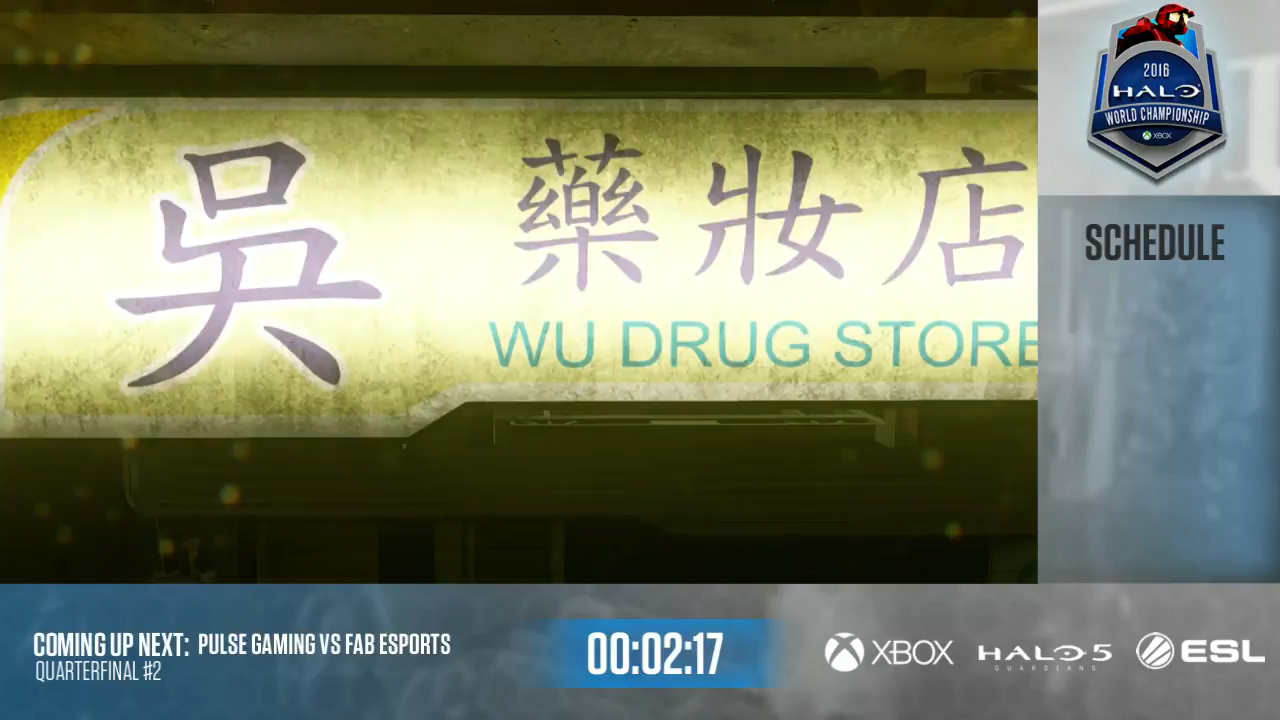 吳 藥妝店
WU DRUG STORE
2016
HALO
WORLD CHAMPIONSHIP
XBOX
SCHEDULE
COMING UP NEXT: PULSE GAMING VS FAB ESPORTS
QUARTERFINAL #2
00:02:17
XBOX
HALO 5
GUARDIANS
ESL